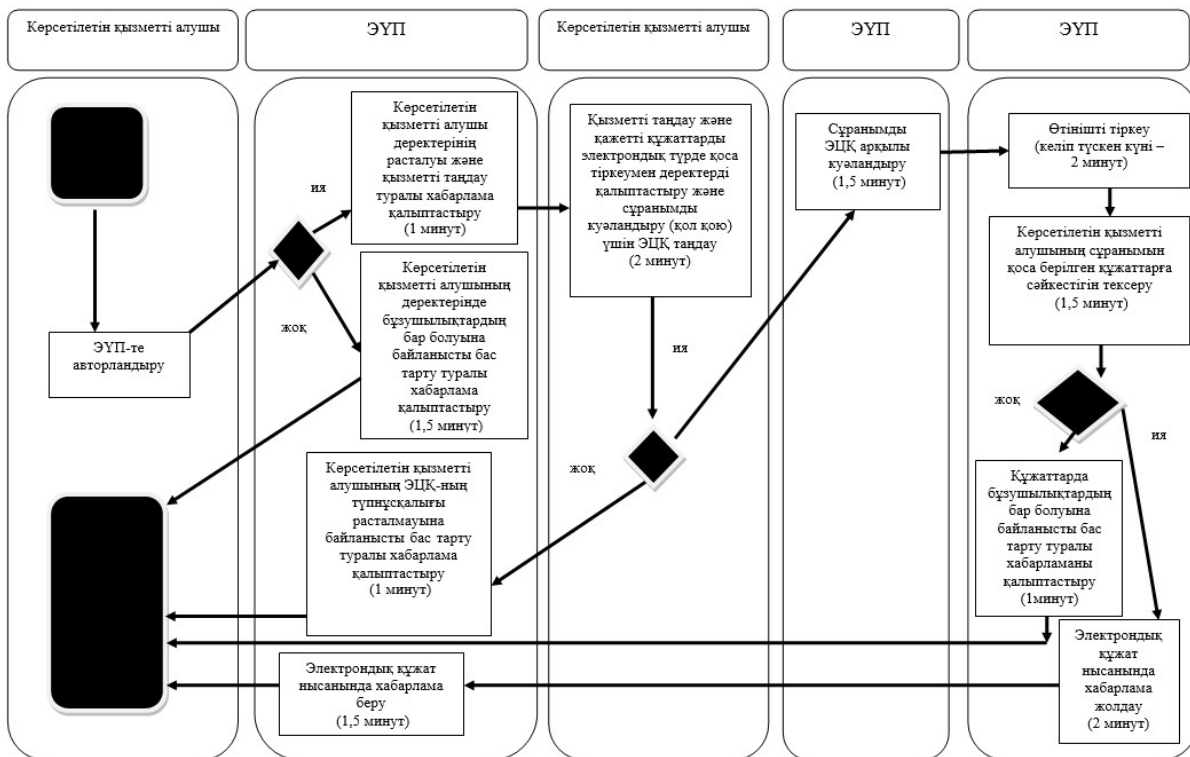 Көрсетілетін қызметті алушы
ЭҮП
Көрсетілетін қызметті алушы
ЭҮП
ЭҮП
ЭҮП-те
авторландыру
ия
жоқ
Көрсетілетін
қызметті алушы
деректерінің
расталуы және
қызметті таңдау
туралы хабарлама
қалыптастыру
(1 минут)
Көрсетілетін
қызметті алушының
деректерінде
бұзушылықтардың
бар болуына
байланысты бас
тарту туралы
хабарлама
қалыптастыру
(1,5 минут)
Көрсетілетін қызметті
алушының ЭЦҚ-ның
түпнұсқалығы
расталмауына
байланысты бас тарту
туралы хабарлама
қалыптастыру
(1 минут)
Электрондық құжат
нысанында хабарлама
беру
(1,5 минут)
Қызметті таңдау және
қажетті құжаттарды
электрондық түрде қоса
тіркеумен деректерді
қалыптастыру және
сұранымды
куәландыру (қол қою)
үшін ЭЦҚ таңдау
(2 минут)
ия
жоқ
Сұранымды
ЭЦҚ арқылы
куәландыру
(1,5 минут)
Өтінішті тіркеу
(келіп түскен күні –
2 минут)
Көрсетілетін қызметті
алушының сұранымын
қоса берілген құжаттарға
сәйкестігін тексеру
(1,5 минут)
жоқ
ия
Құжаттарда
бұзушылықтардың
бар болуына
байланысты бас
тарту туралы
хабарламаны
қалыптастыру
(1минут)
Электрондық
құжат
нысанында
хабарлама
жолдау
(2 минут)